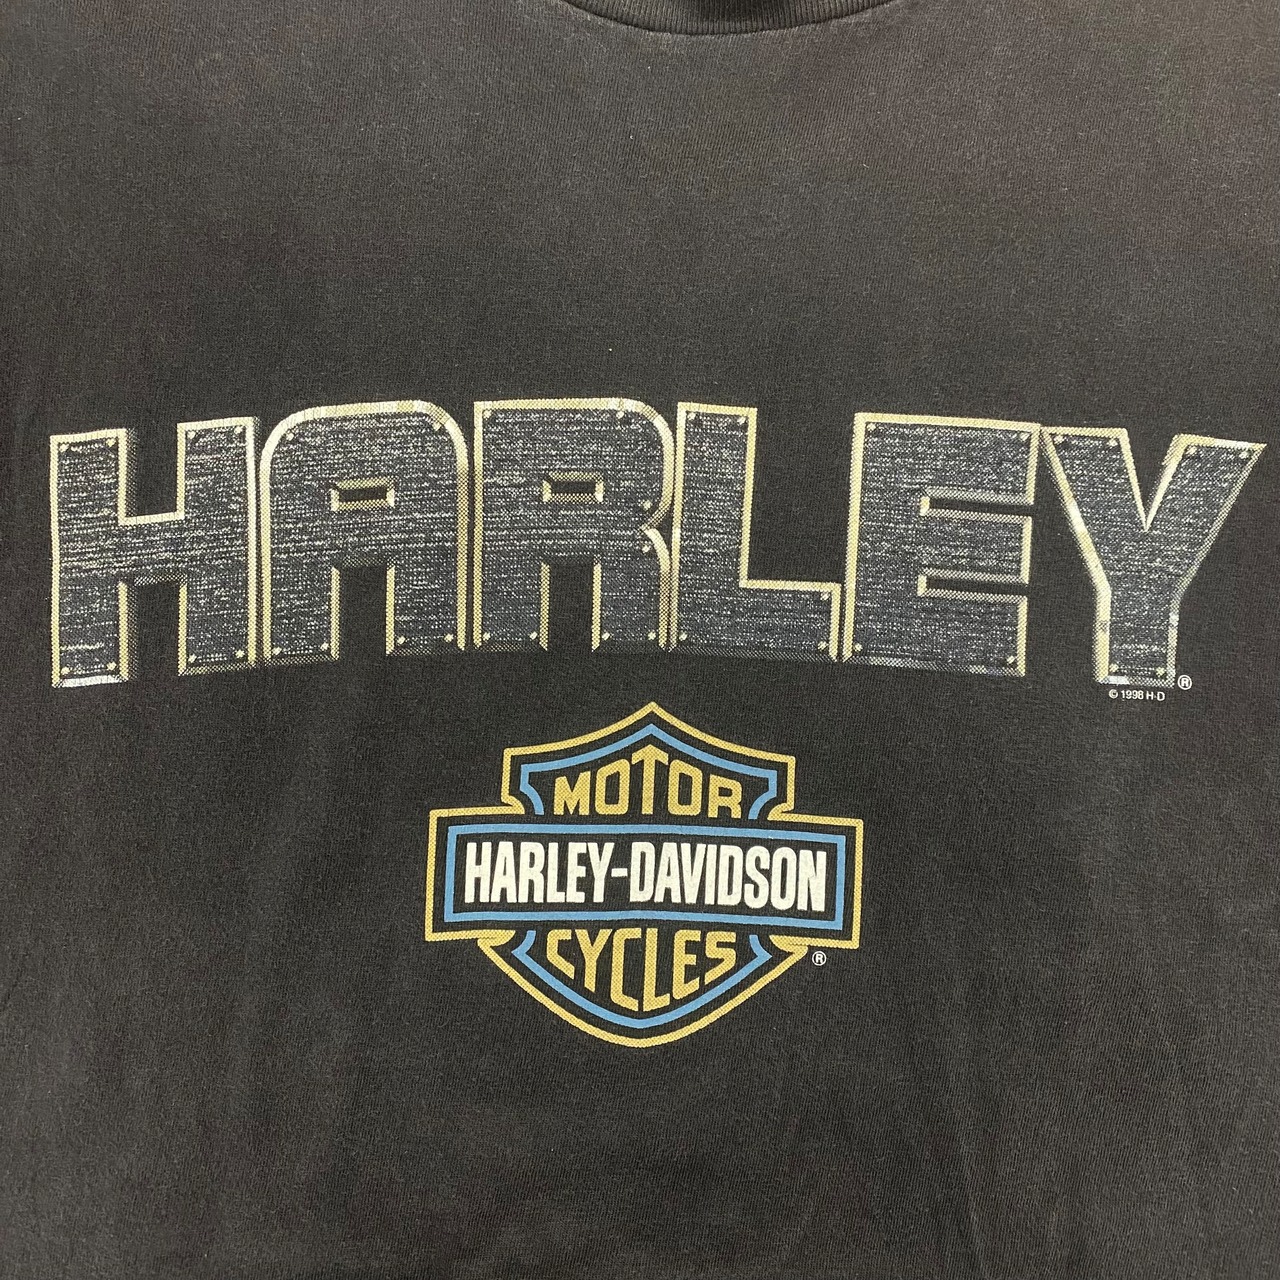 HARLEY®
© 1998 H-D
MOTOR
HARLEY-DAVIDSON
CYCLES
®